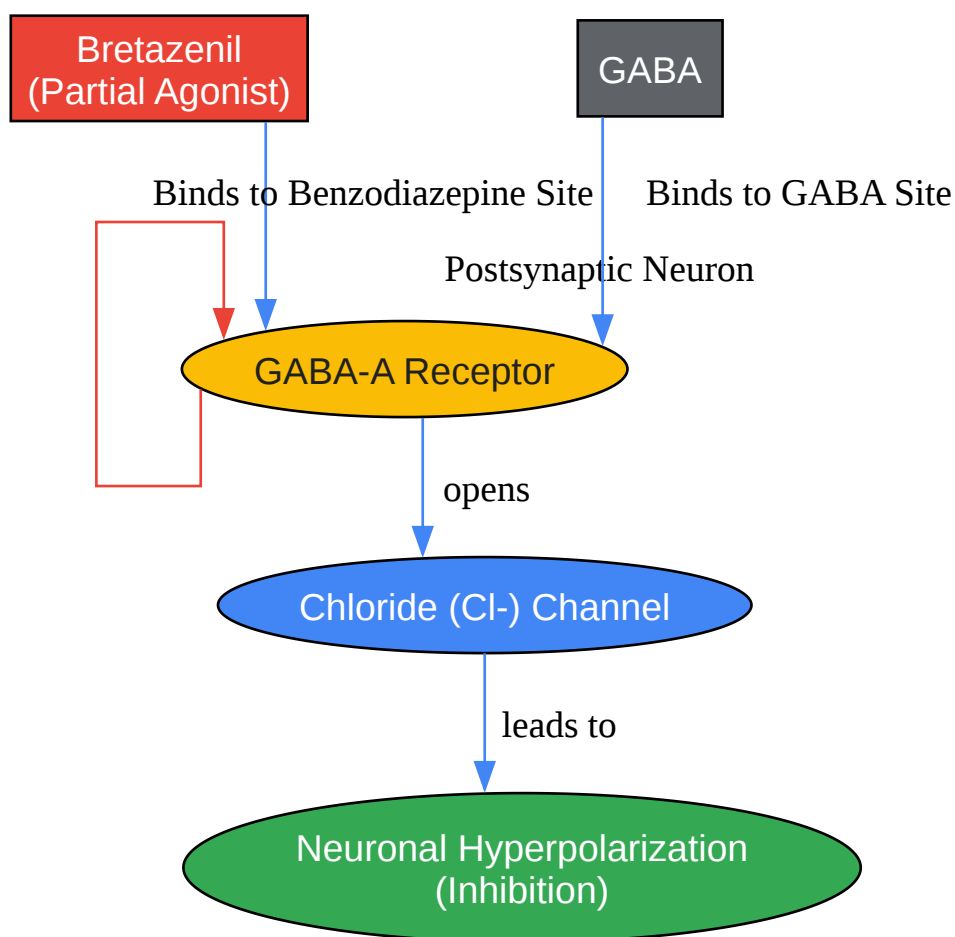 Bretazenil
(Partial Agonist)
GABA
Binds to Benzodiazepine Site
Binds to GABA Site
Postsynaptic Neuron
GABA-A Receptor
opens
Chloride (Cl-) Channel
leads to
Neuronal Hyperpolarization
(Inhibition)